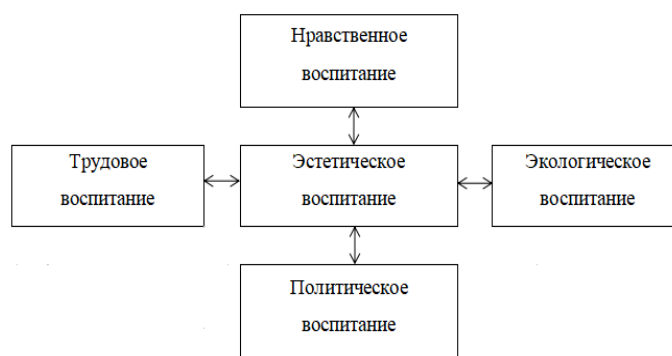 Нравственное
воспитание
Трудовое
воспитание
Эстетическое
воспитание
Экологическое
воспитание
Политическое
воспитание